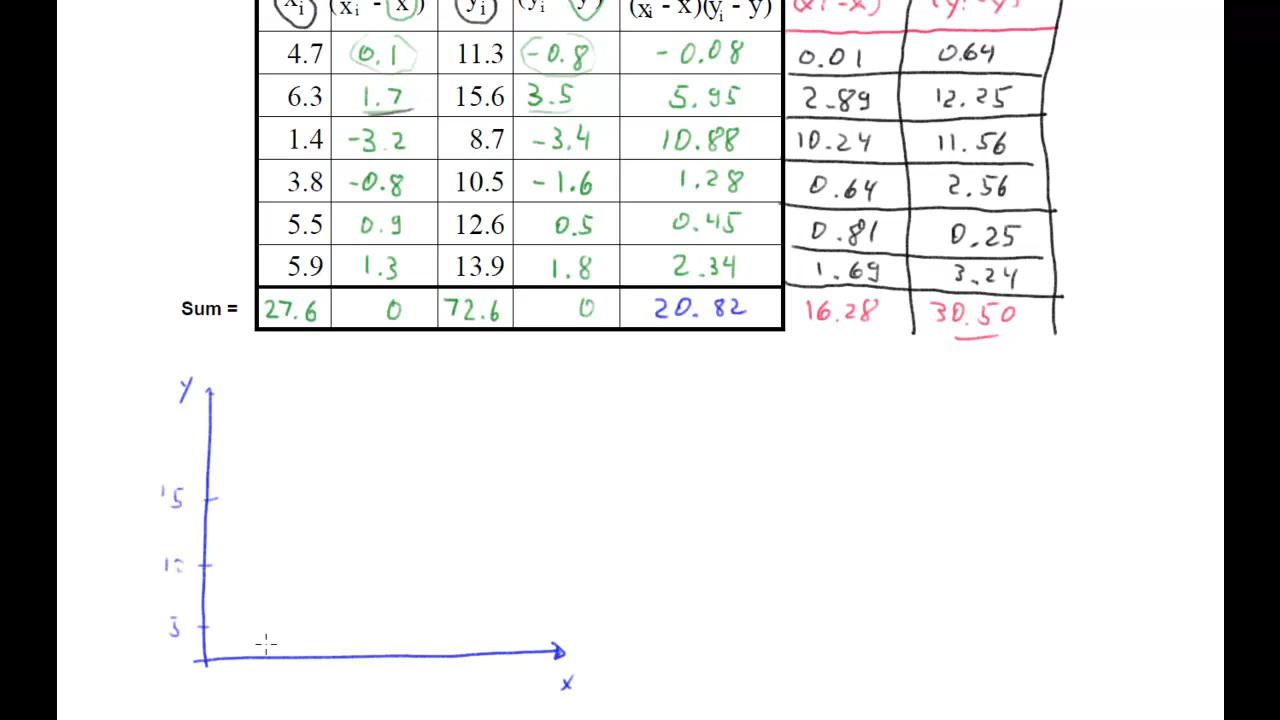 xi (xi - x) yi (yi - y) (xi - x)(yi - y) (xi - x) (yi - y)
4.7 0.1 11.3 -0.8 -0.08 0.01 0.64
6.3 1.7 15.6 3.5 5.95 2.89 12.25
1.4 -3.2 8.7 -3.4 10.88 10.24 11.56
3.8 -0.8 10.5 -1.6 1.28 0.64 2.56
5.5 0.9 12.6 0.5 0.45 0.81 0.25
5.9 1.3 13.9 1.8 2.34 1.69 3.24
Sum = 27.6 0 72.6 0 20.82 16.28 30.50
y
15
5
x